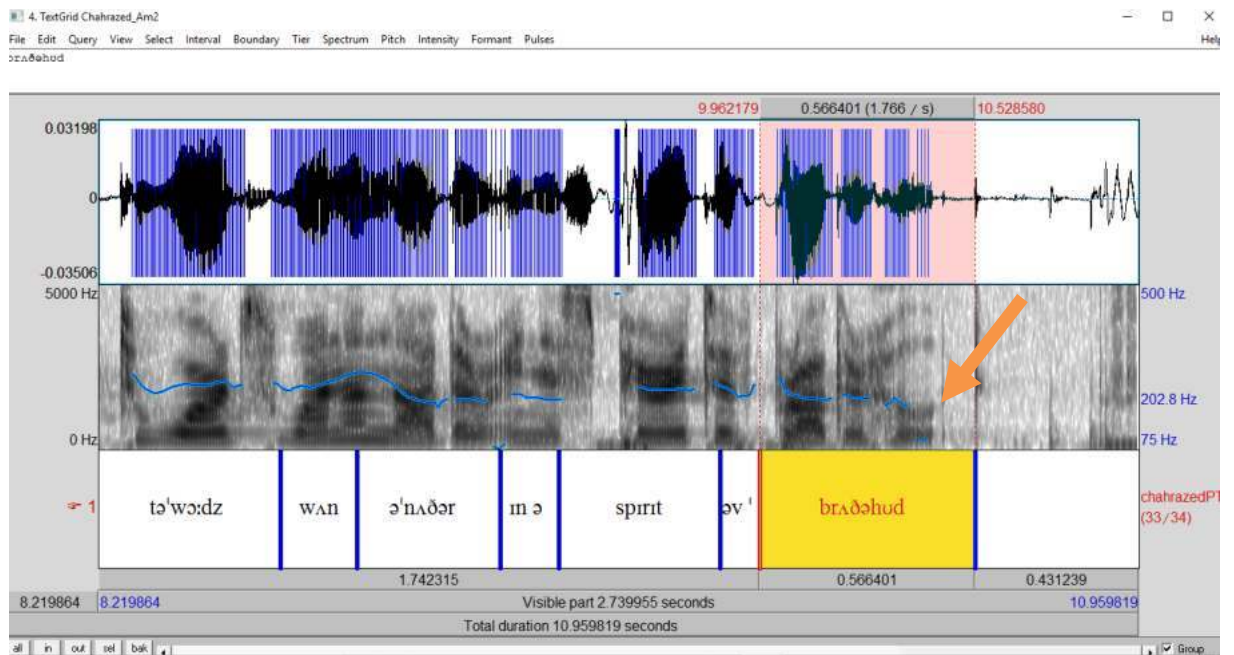 4. TextGrid Chahrazed_Am2
File Edit Query View Select Interval Boundary Tier Spectrum Pitch Intensity Formant Pulses Help
brʌðəhʊd
9.962179 0.566401 (1.766 / s) 10.528580
0.03198
0
-0.03506
5000 Hz 500 Hz
202.8 Hz
0 Hz 75 Hz
1 təˈwɔːdz wʌn əˈnʌðər ɪn ə spɪrɪt əv ˈ brʌðəhʊd chahrazedPT
(33/34)
1.742315 0.566401 0.431239
8.219864 8.219864 Visible part 2.739955 seconds 10.959819
Total duration 10.959819 seconds
all in out sel bak Group